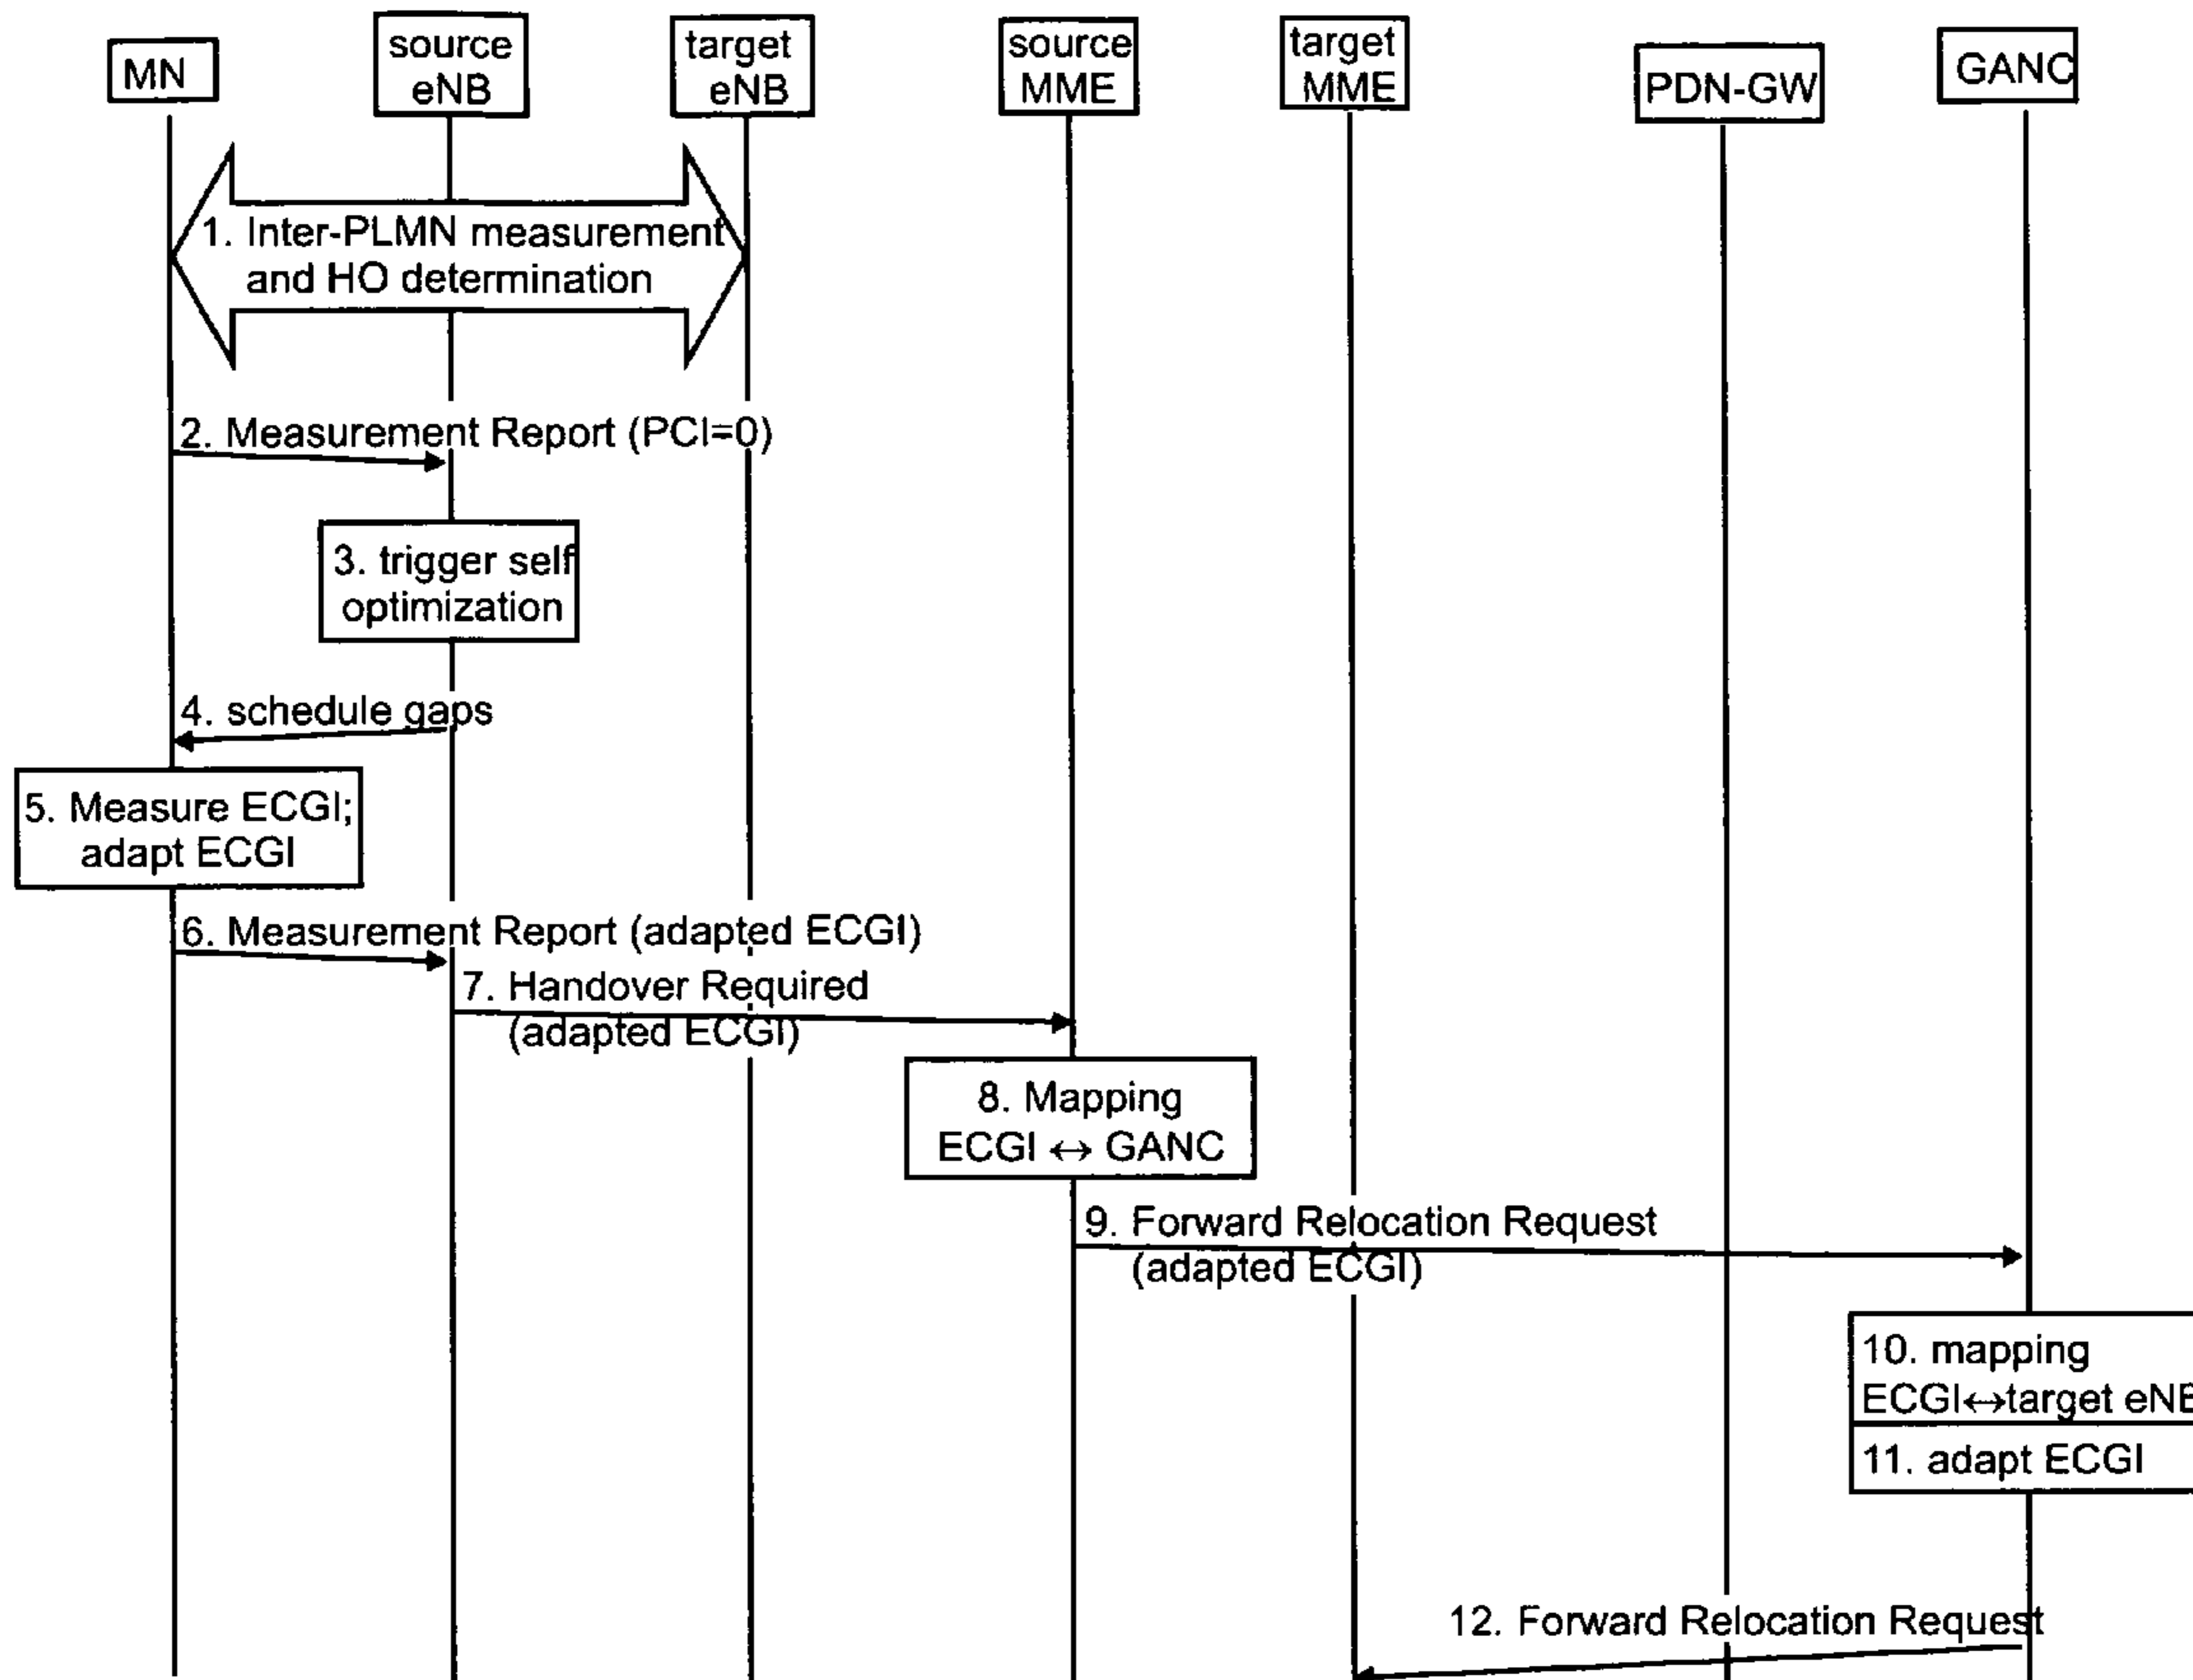 MN
source
eNB
target
eNB
source
MME
target
MME
PDN-GW
GANC
1. Inter-PLMN measurement
and HO determination
2. Measurement Report (PCI=0)
3. trigger self
optimization
4. schedule gaps
5. Measure ECGI;
adapt ECGI
6. Measurement Report (adapted ECGI)
7. Handover Required
(adapted ECGI)
8. Mapping
ECGI ↔ GANC
9. Forward Relocation Request
(adapted ECGI)
10. mapping
ECGI↔target eNB
11. adapt ECGI
12. Forward Relocation Request